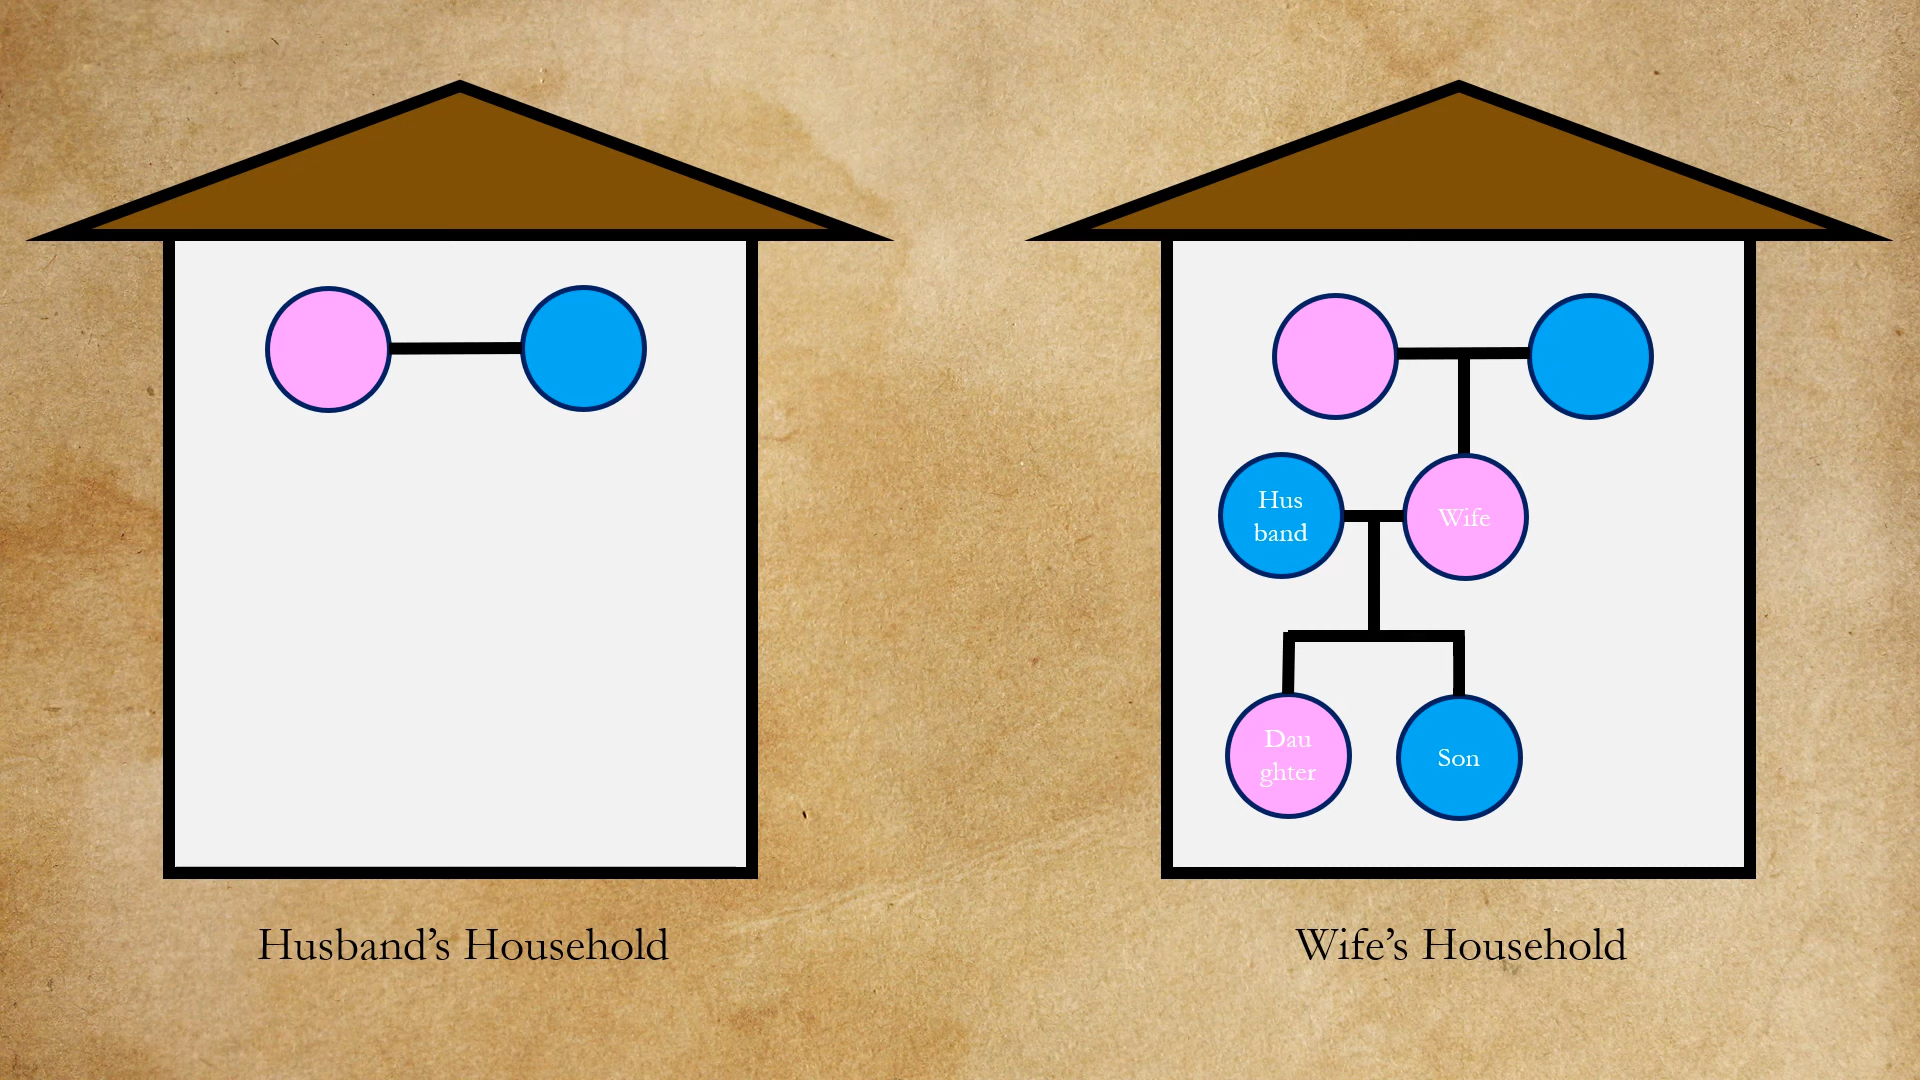 Hus
band
Wife
Dau
ghter
Son
Husband's Household
Wife's Household